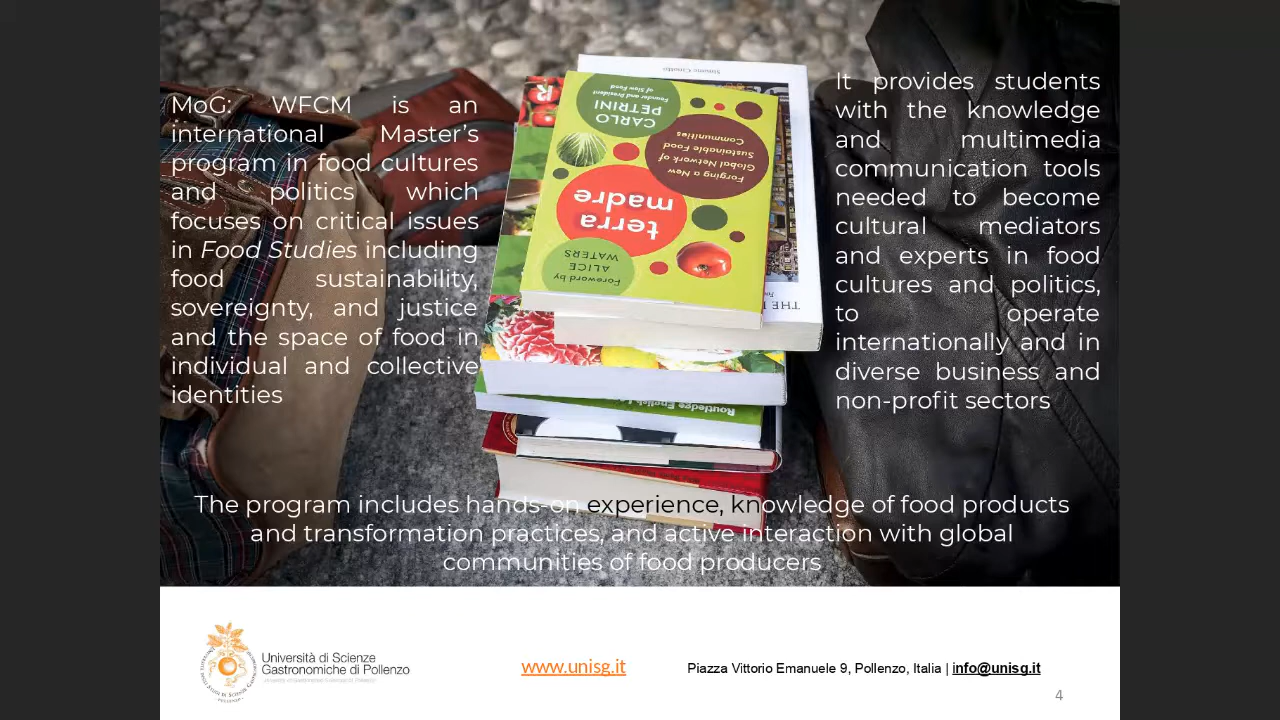 MoG: WFCM is an
international Master's
program in food cultures
and politics which
focuses on critical issues
in Food Studies including
food sustainability,
sovereignty, and justice
and the space of food in
individual and collective
identities
It provides students
with the knowledge
and multimedia
communication tools
needed to become
cultural mediators
and experts in food
cultures and politics,
to operate
internationally and in
diverse business and
non-profit sectors
Simone Cinotto
CARLO
PETRINI
Founder and President
of Slow Food
Forging a New
Global Network of
Sustainable Food
Communities
terra
madre
Foreword by
ALICE
WATERS
THE
Routledge English
The program includes hands-on experience, knowledge of food products
and transformation practices, and active interaction with global
communities of food producers
Università di Scienze
Gastronomiche di Pollenzo
www.unisg.it
Piazza Vittorio Emanuele 9, Pollenzo, Italia | info@unisg.it
4